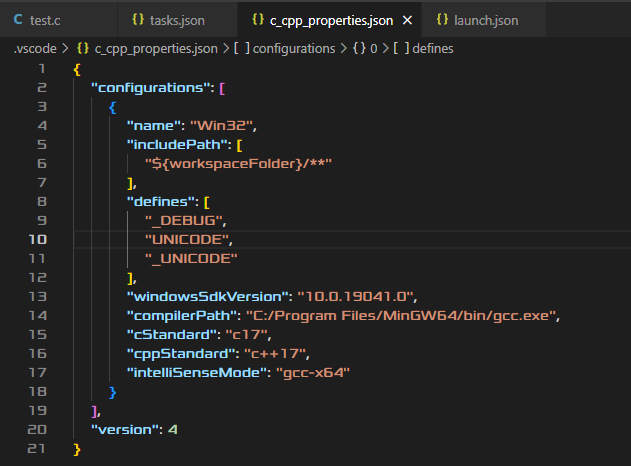 C test.c {} tasks.json {} c_cpp_properties.json × {} launch.json
.vscode > {} c_cpp_properties.json > [ ] configurations > {} 0 > [ ] defines
1 {
2 "configurations": [
3 {
4 "name": "Win32",
5 "includePath": [
6 "${workspaceFolder}/**"
7 ],
8 "defines": [
9 "_DEBUG",
10 "UNICODE",
11 "_UNICODE"
12 ],
13 "windowsSdkVersion": "10.0.19041.0",
14 "compilerPath": "C:/Program Files/MinGW64/bin/gcc.exe",
15 "cStandard": "c17",
16 "cppStandard": "c++17",
17 "intelliSenseMode": "gcc-x64"
18 }
19 ],
20 "version": 4
21 }